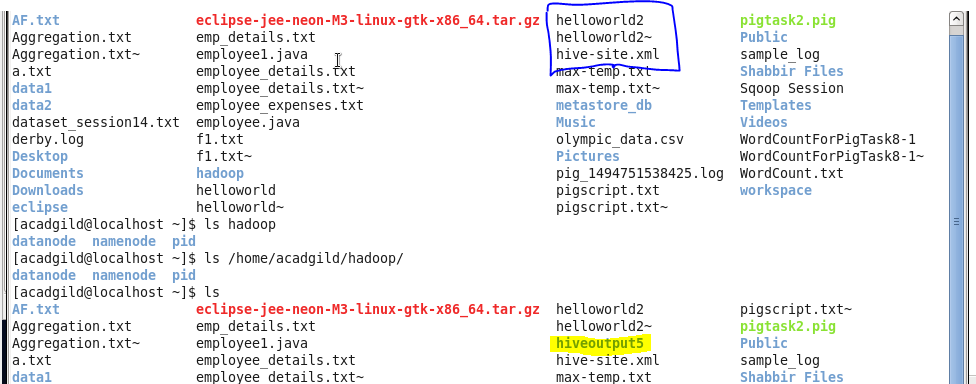 AF.txt eclipse-jee-neon-M3-linux-gtk-x86_64.tar.gz helloworld2 pigtask2.pig
Aggregation.txt emp_details.txt helloworld2~ Public
Aggregation.txt~ employee1.java hive-site.xml sample_log
a.txt employee_details.txt max-temp.txt Shabbir Files
data1 employee_details.txt~ max-temp.txt~ Sqoop Session
data2 employee_expenses.txt metastore_db Templates
dataset_session14.txt employee.java Music Videos
derby.log f1.txt olympic_data.csv WordCountForPigTask8-1
Desktop f1.txt~ Pictures WordCountForPigTask8-1~
Documents hadoop pig_1494751538425.log WordCount.txt
Downloads helloworld pigscript.txt workspace
eclipse helloworld~ pigscript.txt~
[acadgild@localhost ~]$ ls hadoop
datanode namenode pid
[acadgild@localhost ~]$ ls /home/acadgild/hadoop/
datanode namenode pid
[acadgild@localhost ~]$ ls
AF.txt eclipse-jee-neon-M3-linux-gtk-x86_64.tar.gz helloworld2 pigscript.txt~
Aggregation.txt emp_details.txt helloworld2~ pigtask2.pig
Aggregation.txt~ employee1.java hiveoutput5 Public
a.txt employee_details.txt hive-site.xml sample_log
data1 employee_details.txt~ max-temp.txt Shabbir Files